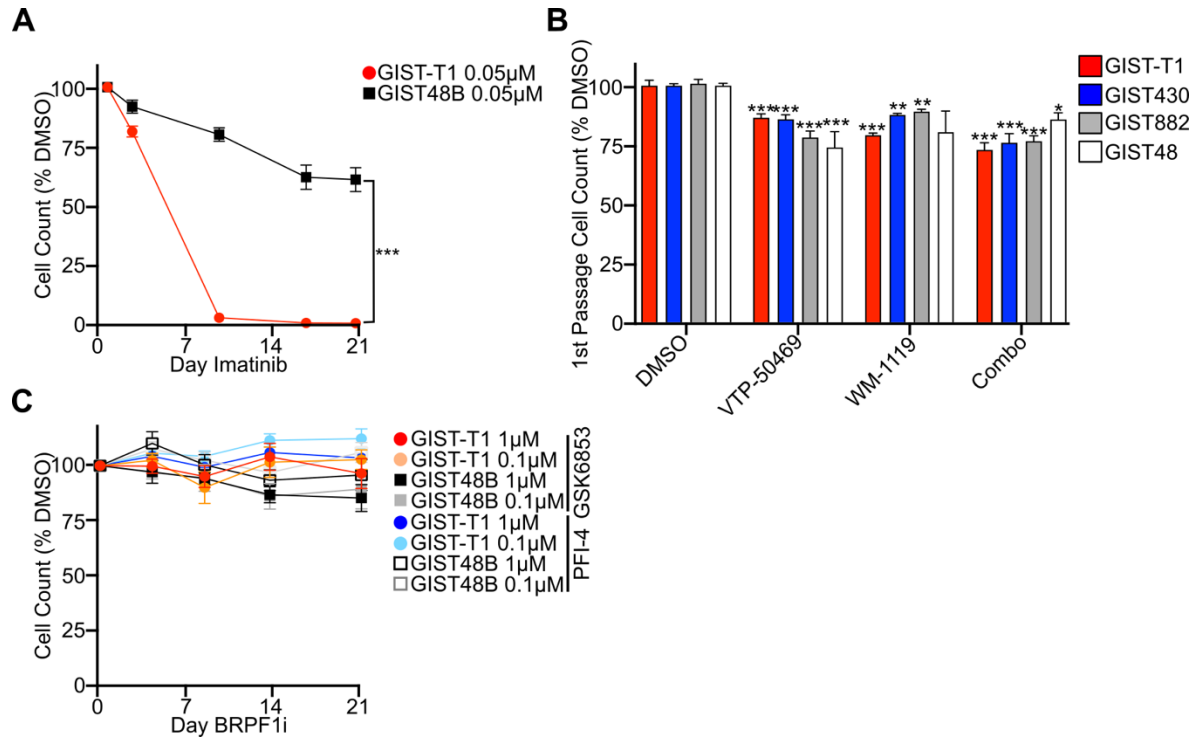 A
Cell Count (% DMSO)
100
75
50
25
0
0 7 14 21
Day Imatinib
GIST-T1 0.05µM
GIST48B 0.05µM
***
B
1st Passage Cell Count (% DMSO)
100
75
50
25
0
*** *** *** ***
*** ** **
*** *** *** *
DMSO
VTP-50469
WM-1119
Combo
GIST-T1
GIST430
GIST882
GIST48
C
Cell Count (% DMSO)
100
75
50
25
0
0 7 14 21
Day BRPF1i
GIST-T1 1µM
GIST-T1 0.1µM
GIST48B 1µM
GIST48B 0.1µM
GIST-T1 1µM
GIST-T1 0.1µM
GIST48B 1µM
GIST48B 0.1µM
GSK6853
PFI-4